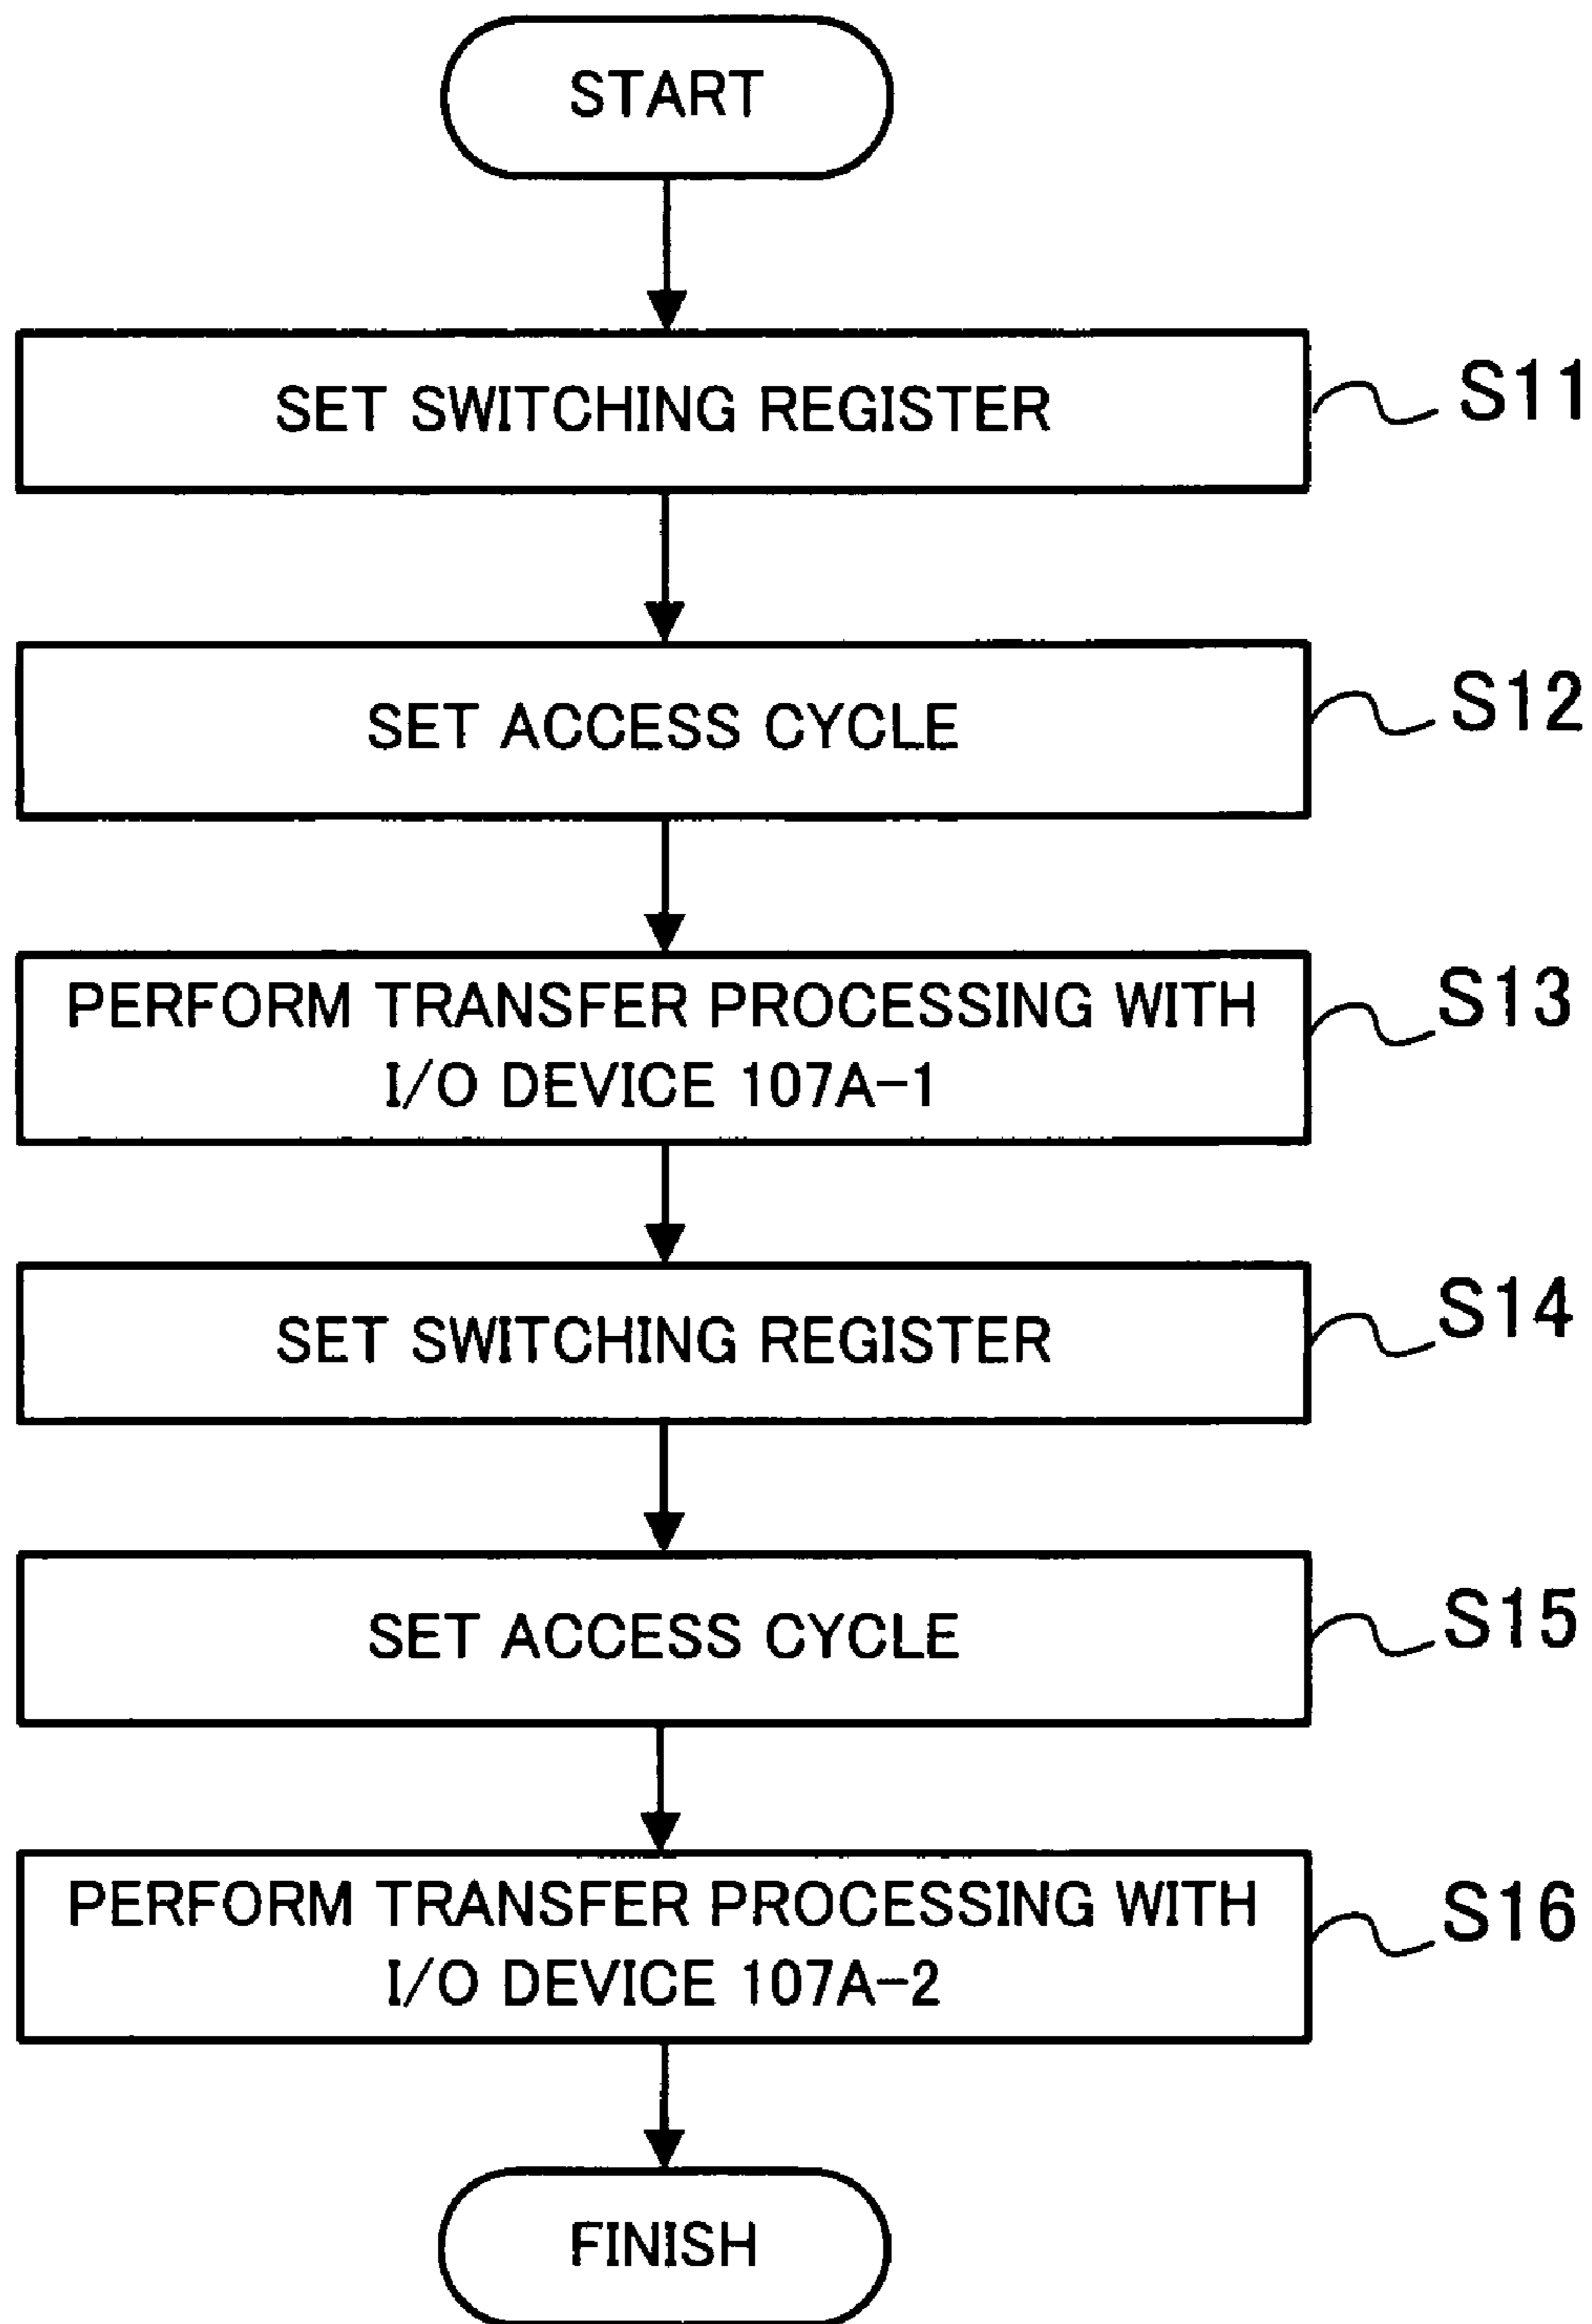 START
SET SWITCHING REGISTER
S11
SET ACCESS CYCLE
S12
PERFORM TRANSFER PROCESSING WITH
I/O DEVICE 107A-1
S13
SET SWITCHING REGISTER
S14
SET ACCESS CYCLE
S15
PERFORM TRANSFER PROCESSING WITH
I/O DEVICE 107A-2
S16
FINISH